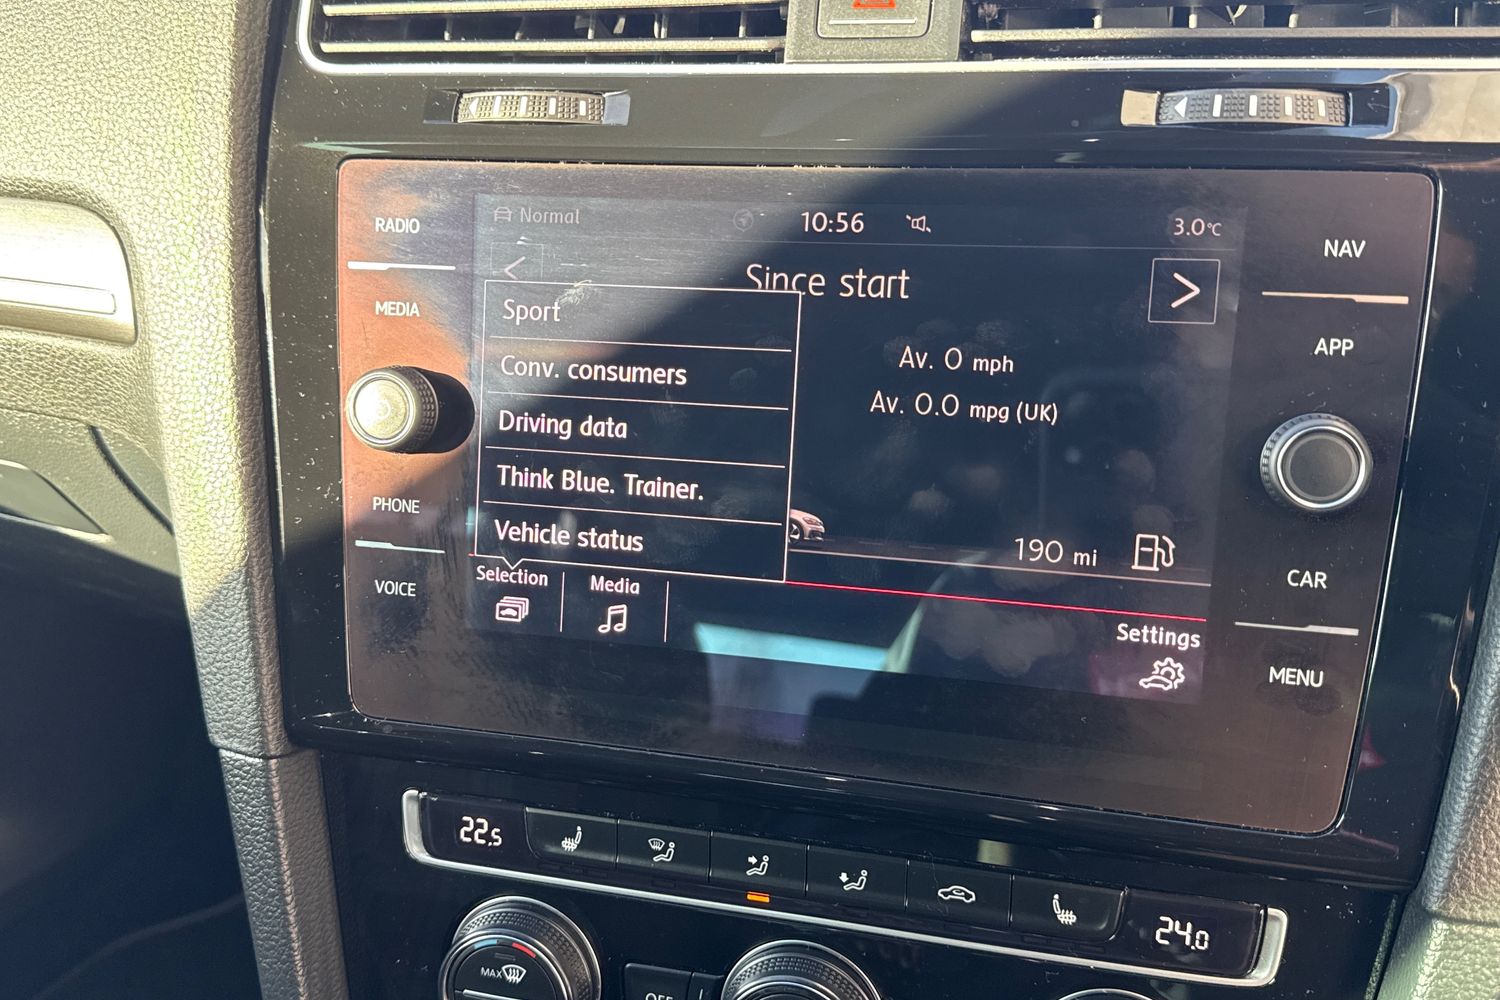 RADIO
MEDIA
PHONE
VOICE
Normal
10:56
3.0°C
Since start
Sport
Conv. consumers
Driving data
Think Blue. Trainer.
Vehicle status
Av. 0 mph
Av. 0.0 mpg (UK)
190 mi
Selection
Media
Settings
NAV
APP
CAR
MENU
22.5
24.0
MAX
OFF